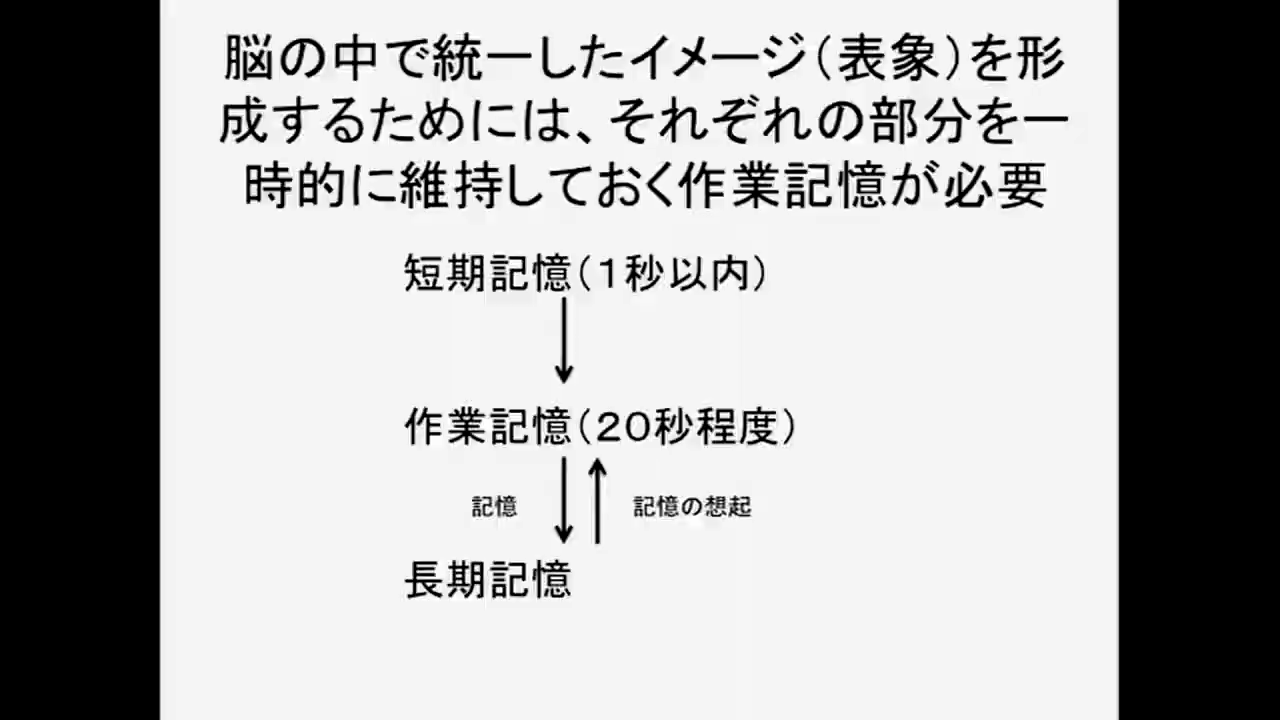 脳の中で統一したイメージ（表象）を形
成するためには、それぞれの部分を一
時的に維持しておく作業記憶が必要
短期記憶（１秒以内）
作業記憶（２０秒程度）
記憶 記憶の想起
長期記憶